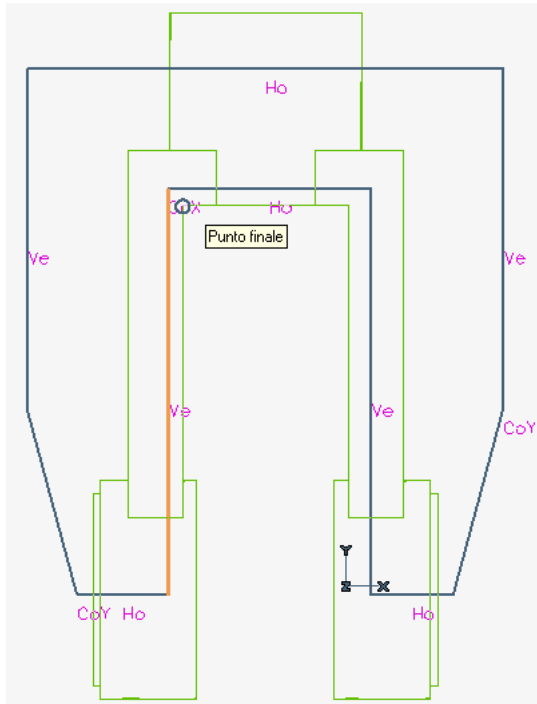 Ho
CoX Ho
Punto finale
Ve Ve
Ve Ve
CoY
Y
Z X
CoY Ho Ho